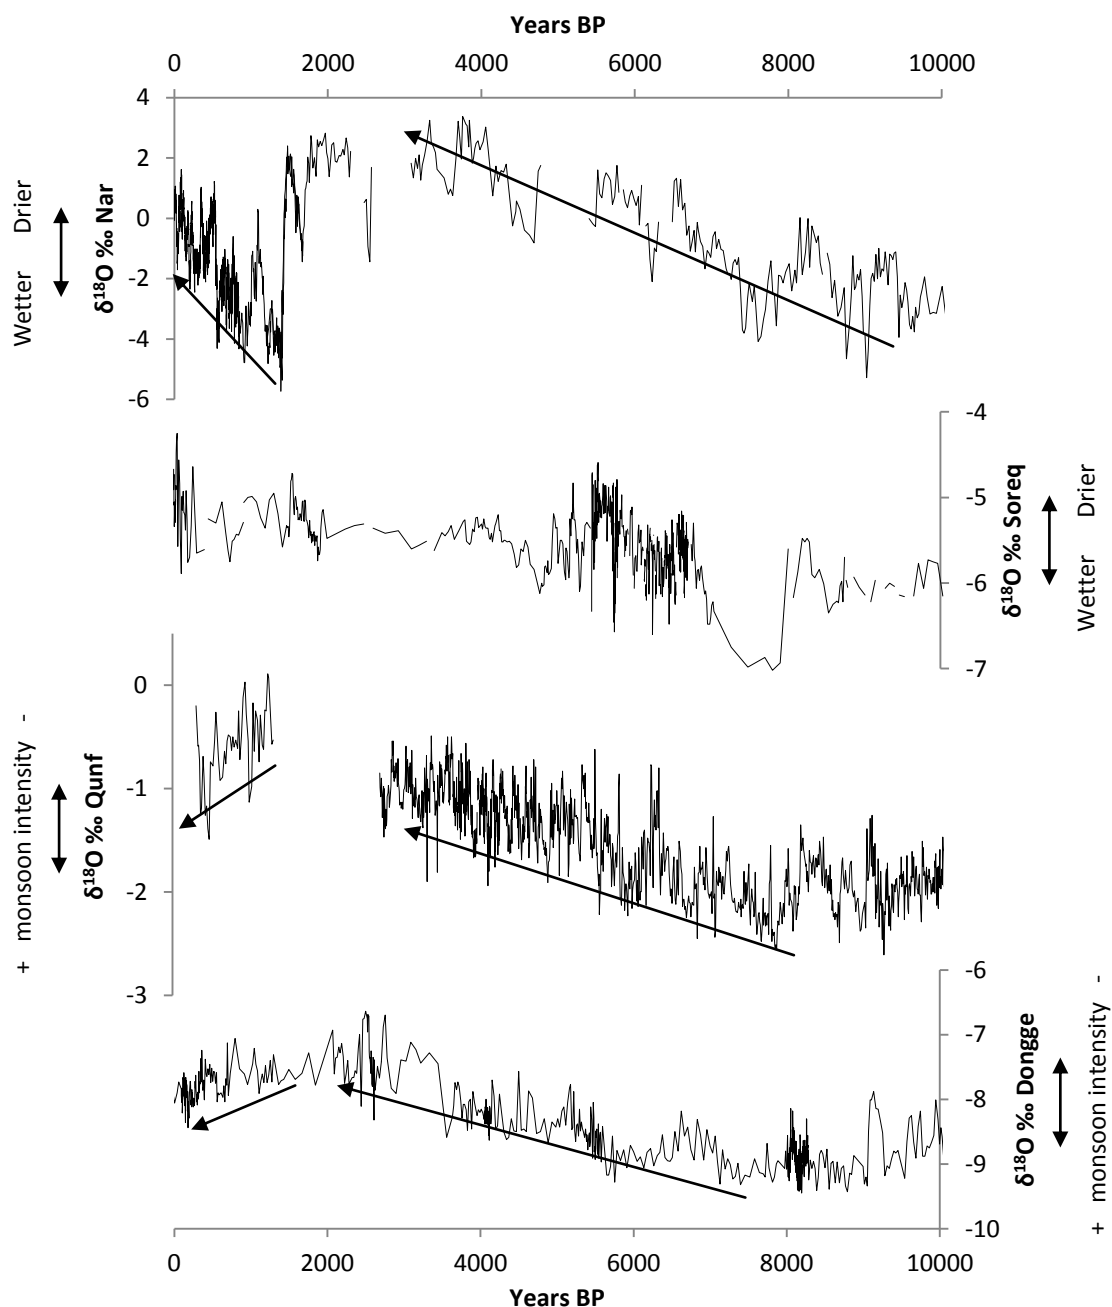 Years BP
0 2000 4000 6000 8000 10000
4
2
0
-2
-4
-6
Wetter Drier
δ18O ‰ Nar
-4
-5
-6
-7
δ18O ‰ Soreq
Wetter Drier
0
-1
-2
-3
+ monsoon intensity -
δ18O ‰ Qunf
-6
-7
-8
-9
-10
δ18O ‰ Dongge
+ monsoon intensity -
0 2000 4000 6000 8000 10000
Years BP